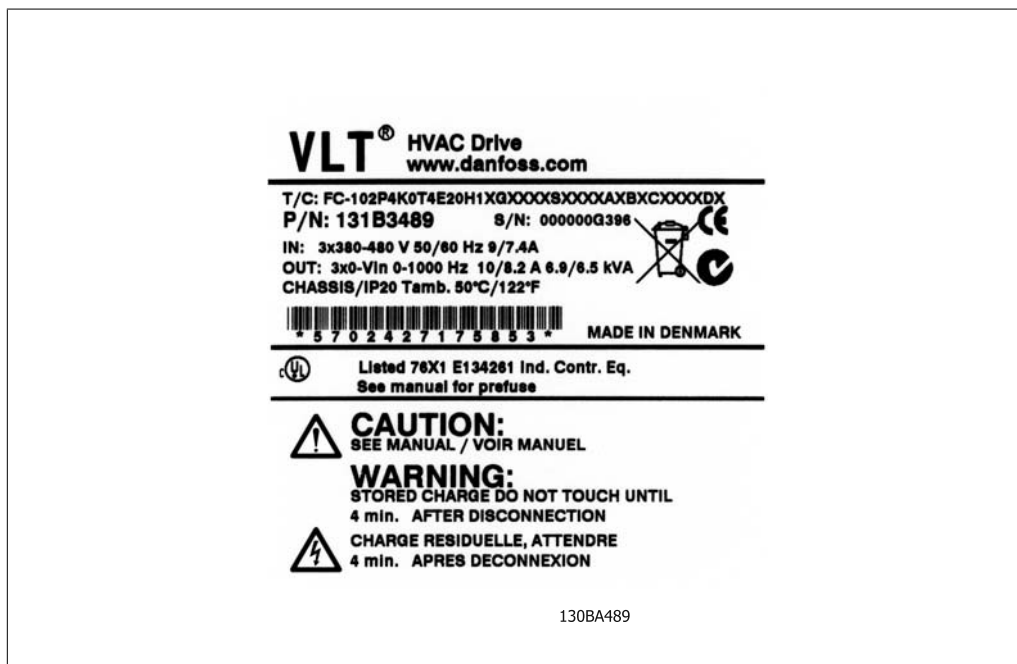 VLT® HVAC Drive
www.danfoss.com
T/C: FC-102P4K0T4E20H1XGXXXXSXXXXAXBXCXXXXDX
P/N: 131B3489 S/N: 000000G396
IN: 3x380-480 V 50/60 Hz 9/7.4A
OUT: 3x0-Vin 0-1000 Hz 10/8.2 A 6.9/6.5 kVA
CHASSIS/IP20 Tamb. 50°C/122°F
* 5 7 0 2 4 2 7 1 7 5 8 5 3 * MADE IN DENMARK
c UL Listed 76X1 E134261 Ind. Contr. Eq.
See manual for prefuse
CAUTION:
SEE MANUAL / VOIR MANUEL
WARNING:
STORED CHARGE DO NOT TOUCH UNTIL
4 min. AFTER DISCONNECTION
CHARGE RESIDUELLE, ATTENDRE
4 min. APRES DECONNEXION
130BA489